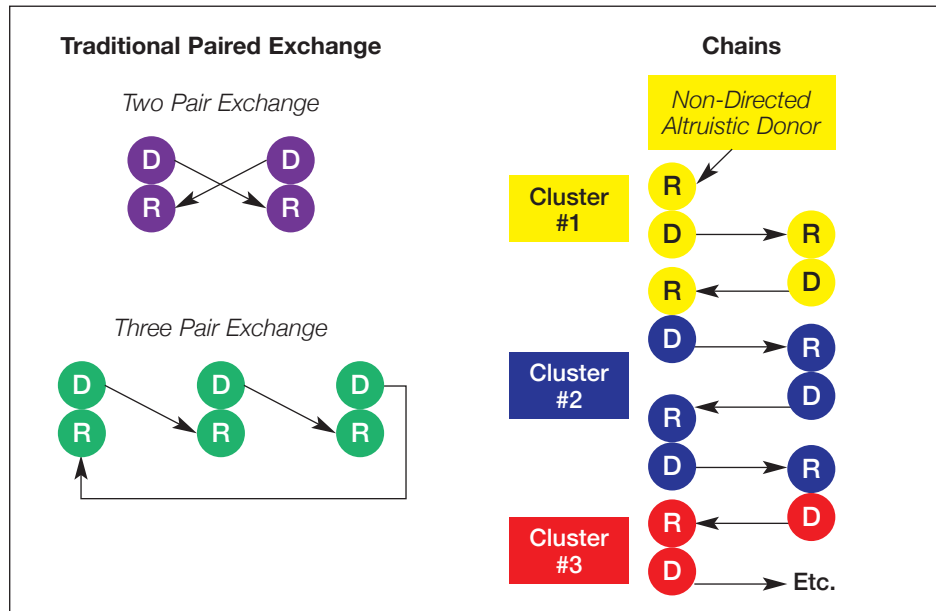 Traditional Paired Exchange
Two Pair Exchange
D D
R R
Three Pair Exchange
D D D
R R R
Chains
Non-Directed
Altruistic Donor
Cluster
#1
R
D R
R D
Cluster
#2
D R
R D
D R
Cluster
#3
R D
D Etc.